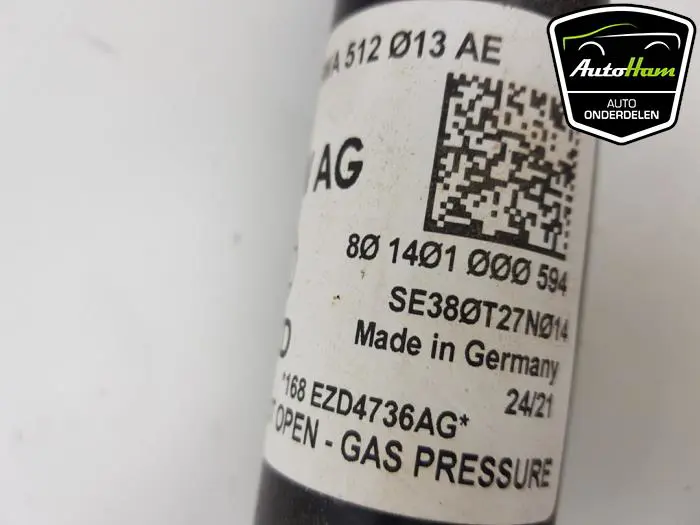 A 512 Ø13 AE
AG
8Ø 14Ø1 ØØØ 594
SE38ØT27NØ14
Made in Germany
24/21
*168 EZD4736AG*
OPEN - GAS PRESSURE
AutoHam
AUTO
ONDERDELEN